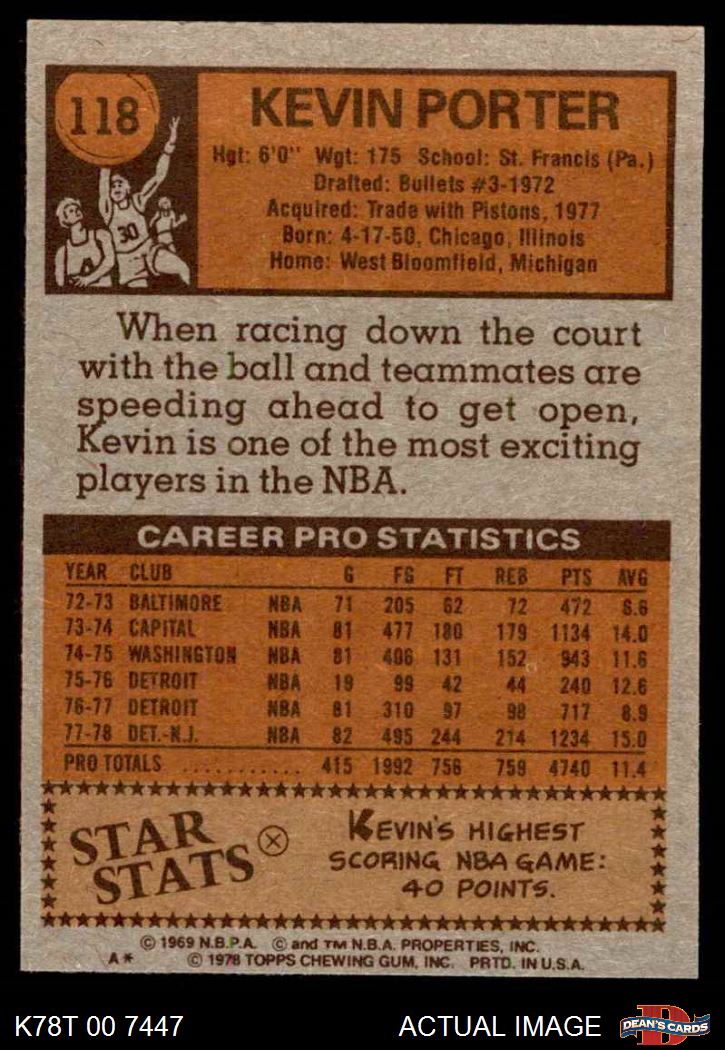 118
KEVIN PORTER
Hgt: 6'0" Wgt: 175 School: St. Francis (Pa.)
Drafted: Bullets #3-1972
Acquired: Trade with Pistons, 1977
Born: 4-17-50, Chicago, Illinois
Home: West Bloomfield, Michigan
30
When racing down the court
with the ball and teammates are
speeding ahead to get open,
Kevin is one of the most exciting
players in the NBA.
CAREER PRO STATISTICS
YEAR CLUB G FG FT REB PTS AVG
72-73 BALTIMORE NBA 71 205 62 72 472 6.6
73-74 CAPITAL NBA 81 477 180 179 1134 14.0
74-75 WASHINGTON NBA 81 406 131 152 943 11.6
75-76 DETROIT NBA 19 99 42 44 240 12.6
76-77 DETROIT NBA 81 310 97 98 717 8.9
77-78 DET.-N.J. NBA 82 495 244 214 1234 15.0
PRO TOTALS ............ 415 1992 756 759 4740 11.4
STAR
STATS
KEVIN'S HIGHEST
SCORING NBA GAME:
40 POINTS.
© 1969 N.B.P.A. © and TM N.B.A. PROPERTIES, INC.
A* © 1978 TOPPS CHEWING GUM, INC. PRTD. IN U.S.A.
K78T 00 7447 ACTUAL IMAGE
D
DEAN'S CARDS